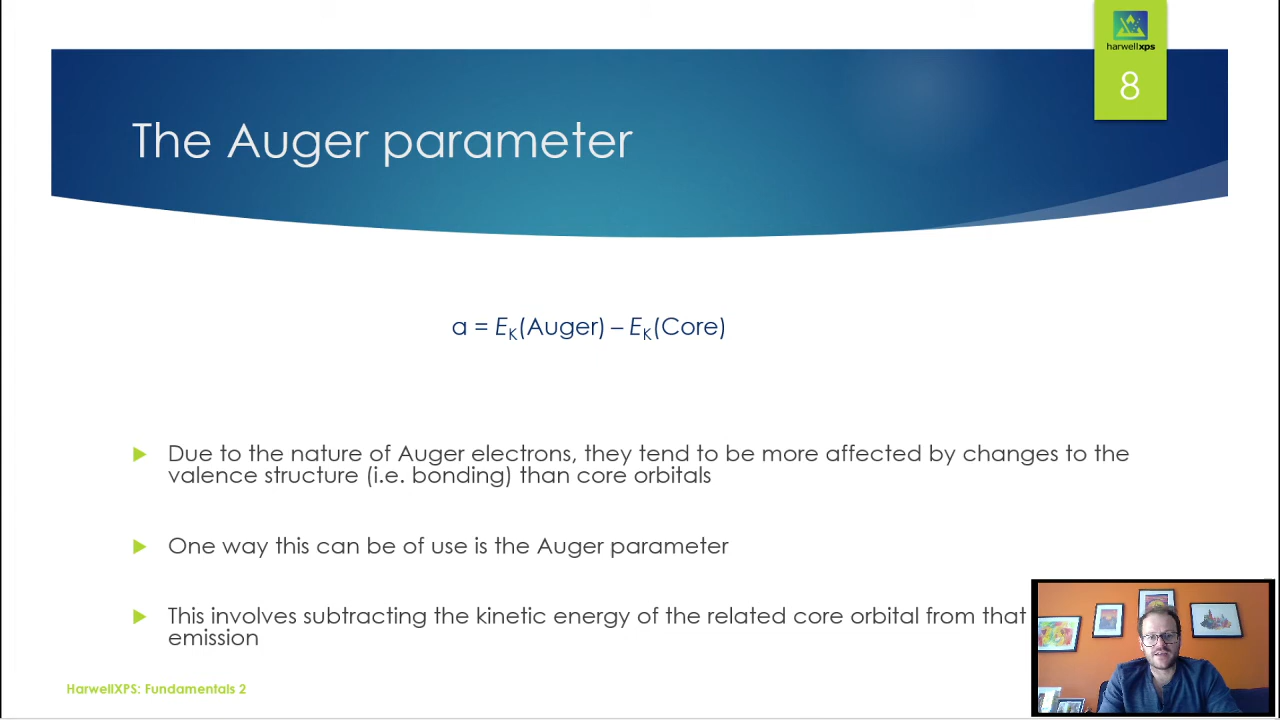 harwellxps
8
The Auger parameter
α = EK(Auger) – EK(Core)
Due to the nature of Auger electrons, they tend to be more affected by changes to the
valence structure (i.e. bonding) than core orbitals
One way this can be of use is the Auger parameter
This involves subtracting the kinetic energy of the related core orbital from that
emission
HarwellXPS: Fundamentals 2